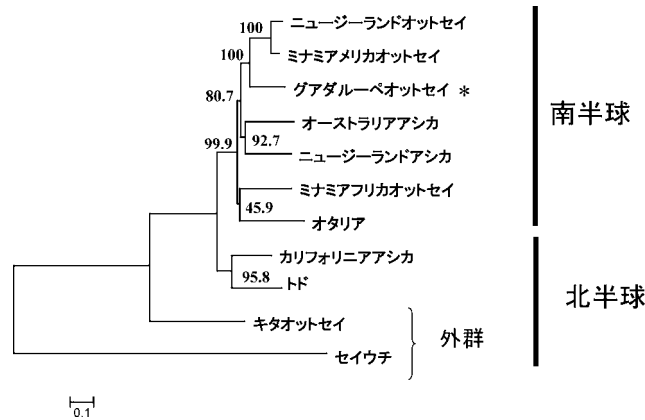 100
ニュージーランドオットセイ
100
ミナミアメリカオットセイ
グアダルーペオットセイ *
80.7
オーストラリアアシカ
南半球
99.9
92.7
ニュージーランドアシカ
ミナミアフリカオットセイ
45.9
オタリア
カリフォリニアアシカ
95.8
トド
北半球
キタオットセイ
外群
セイウチ
0.1